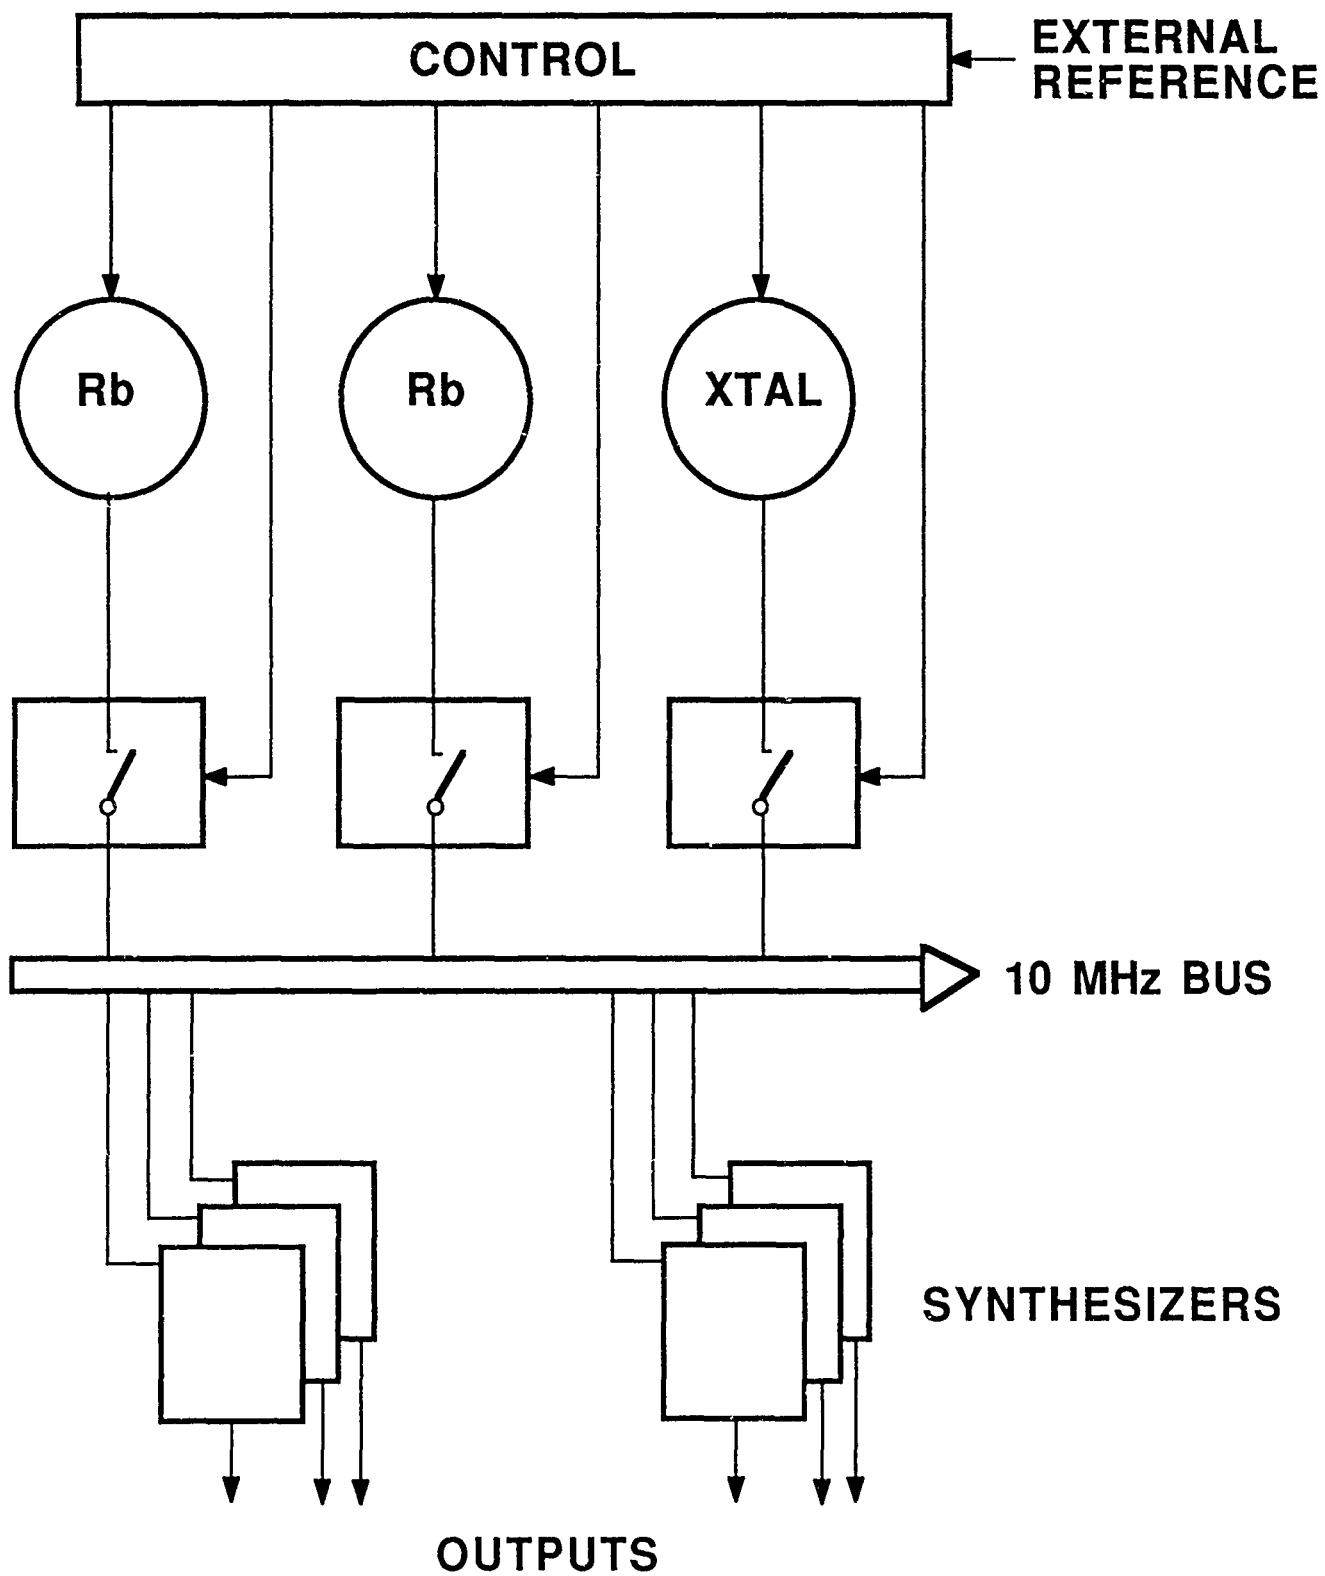 CONTROL
EXTERNAL
REFERENCE
Rb
Rb
XTAL
10 MHz BUS
SYNTHESIZERS
OUTPUTS